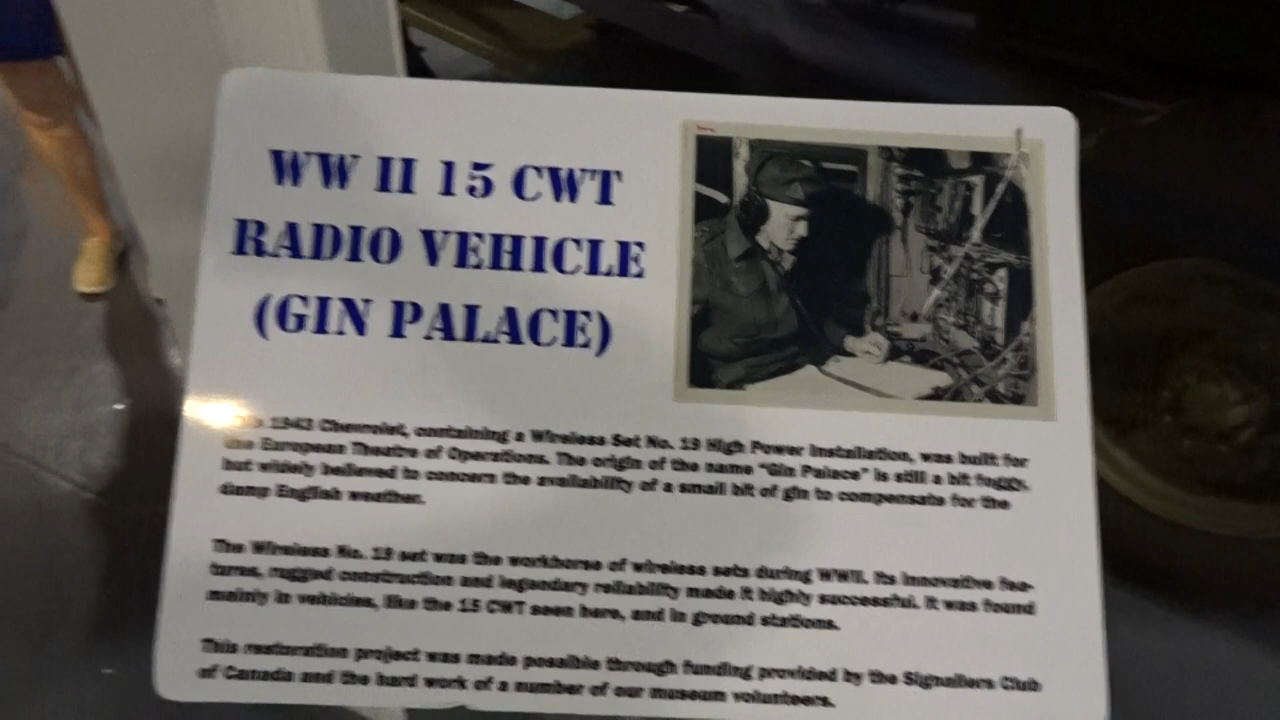 WW II 15 CWT
RADIO VEHICLE
(GIN PALACE)
1943 Chevrolet, containing a Wireless Set No. 19 High Power Installation, was built for
the European Theatre of Operations. The origin of the name "Gin Palace" is still a bit foggy,
but widely believed to concern the availability of a small bit of gin to compensate for the
damp English weather.
The Wireless No. 19 set was the workhorse of wireless sets during WWII. Its innovative fea-
tures, rugged construction and legendary reliability made it highly successful. It was found
mainly in vehicles, like the 15 CWT seen here, and in ground stations.
This restoration project was made possible through funding provided by the Signallers Club
of Canada and the hard work of a number of our museum volunteers.